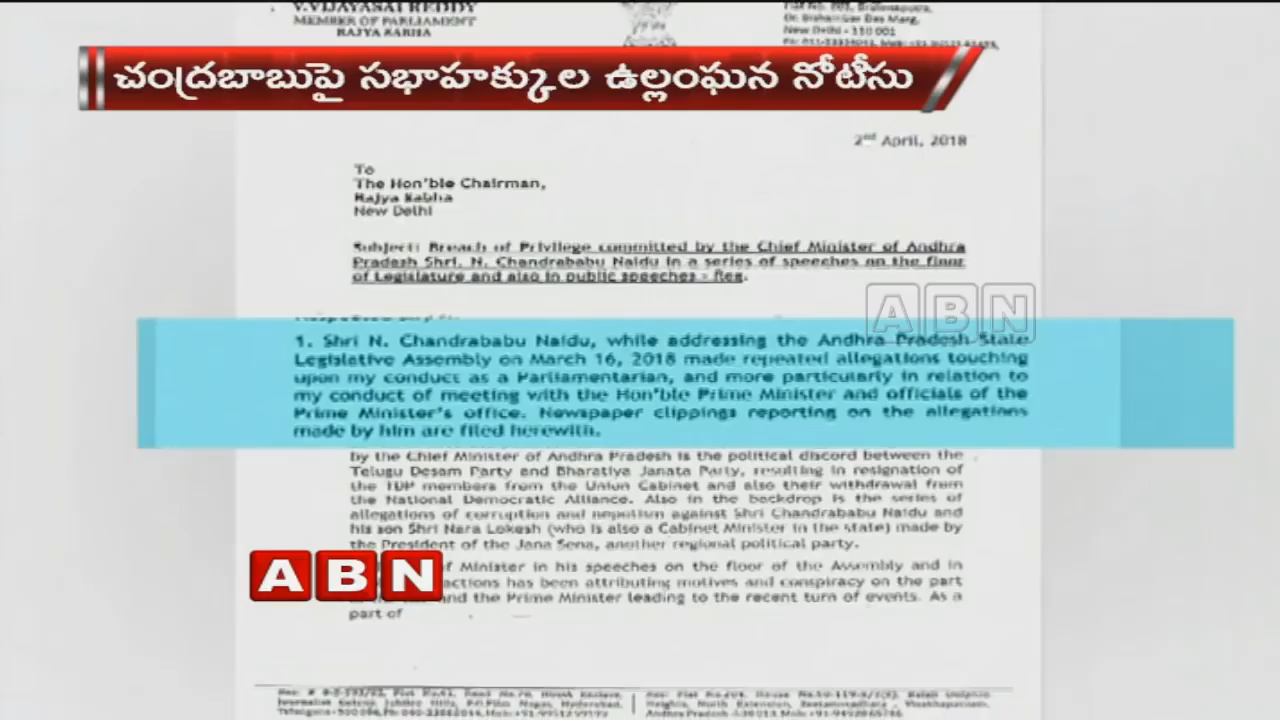 V.VIJAYASAI REDDY
MEMBER OF PARLIAMENT
RAJYA SABHA
New Delhi - 110 001
చంద్రబాబుపై సభాహక్కుల ఉల్లంఘన నోటీసు
2nd April, 2018
To
The Hon'ble Chairman,
Rajya Sabha
New Delhi
Subject: Breach of Privilege committed by the Chief Minister of Andhra
Pradesh Shri. N. Chandrababu Naidu in a series of speeches on the floor
of Legislature and also in public speeches - Reg.
ABN
1. Shri N. Chandrababu Naidu, while addressing the Andhra Pradesh State
Legislative Assembly on March 16, 2018 made repeated allegations touching
upon my conduct as a Parliamentarian, and more particularly in relation to
my conduct of meeting with the Hon'ble Prime Minister and officials of the
Prime Minister's office. Newspaper clippings reporting on the allegations
made by him are filed herewith.
by the Chief Minister of Andhra Pradesh is the political discord between the
Telugu Desam Party and Bharatiya Janata Party, resulting in resignation of
the TDP members from the Union Cabinet and also their withdrawal from
the National Democratic Alliance. Also in the backdrop is the series of
allegations of corruption and nepotism against Shri Chandrababu Naidu and
his son Shri Nara Lokesh (who is also a Cabinet Minister in the state) made by
the President of the Jana Sena, another regional political party.
f Minister in his speeches on the floor of the Assembly and in
actions has been attributing motives and conspiracy on the part
and the Prime Minister leading to the recent turn of events. As a
part of
ABN